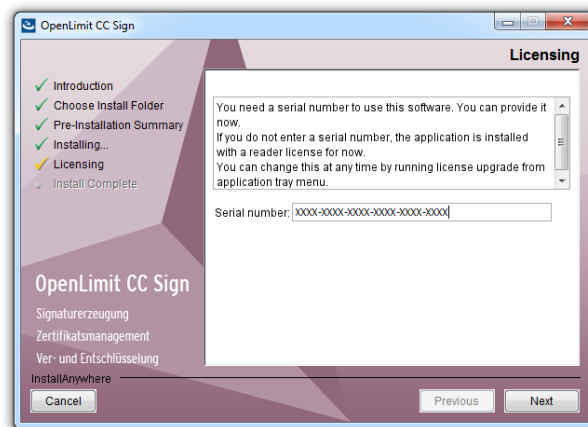 OpenLimit CC Sign
Licensing
Introduction
Choose Install Folder
Pre-Installation Summary
Installing...
Licensing
Install Complete
You need a serial number to use this software. You can provide it
now.
If you do not enter a serial number, the application is installed
with a reader license for now.
You can change this at any time by running license upgrade from
application tray menu.
Serial number: XXXX-XXXX-XXXX-XXXX-XXXX-XXXX
OpenLimit CC Sign
Signaturerzeugung
Zertifikatsmanagement
Ver- und Entschlüsselung
InstallAnywhere
Cancel
Previous
Next